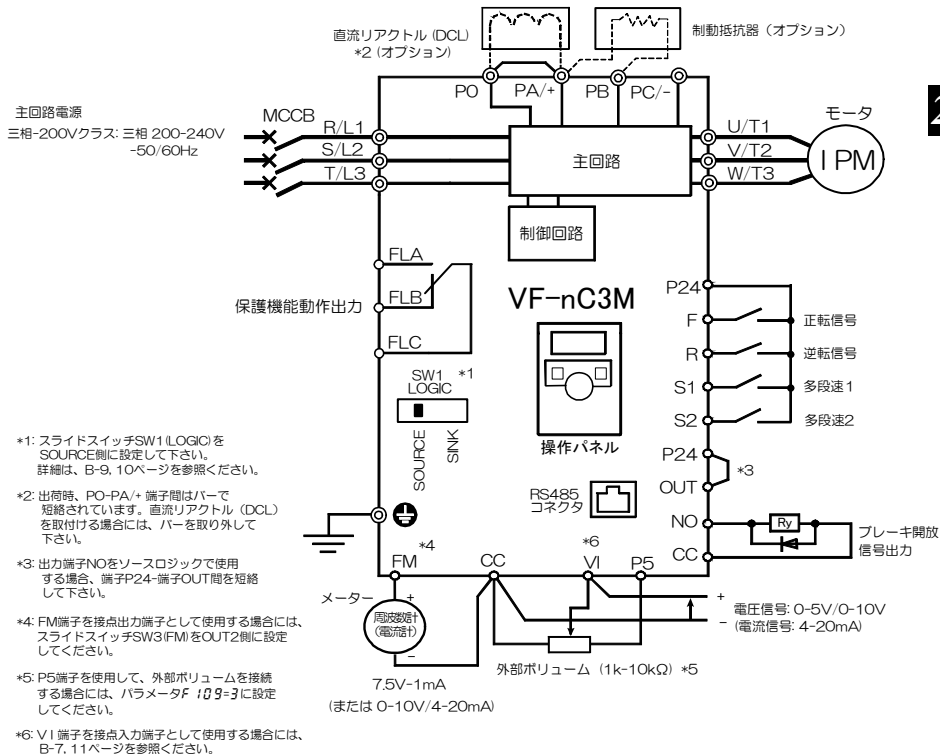 直流リアクトル (DCL)
*2 (オプション)
制動抵抗器（オプション）
PO
PA/+
PB
PC/-
主回路電源
三相-200Vクラス: 三相 200-240V
-50/60Hz
MCCB
R/L1
S/L2
T/L3
主回路
U/T1
V/T2
W/T3
モータ
IPM
2
制御回路
FLA
FLB
FLC
保護機能動作出力
VF-nC3M
P24
F
正転信号
R
逆転信号
S1
多段速1
S2
多段速2
SW1 *1
LOGIC
SOURCE
SINK
操作パネル
P24
*3
OUT
RS485
コネクタ
NO
Ry
CC
ブレーキ開放
信号出力
*4
FM
CC
*6
VI
P5
メーター
+
周波数計
(電流計)
−
7.5V-1mA
(または 0-10V/4-20mA)
外部ボリューム (1k-10kΩ) *5
+
−
電圧信号: 0-5V/0-10V
(電流信号: 4-20mA)
*1: スライドスイッチSW1(LOGIC)を
SOURCE側に設定して下さい。
詳細は、B-9, 10ページを参照ください。
*2: 出荷時、PO-PA/+ 端子間はバーで
短絡されています。直流リアクトル（DCL）
を取付ける場合には、バーを取り外して
下さい。
*3: 出力端子NOをソースロジックで使用
する場合、端子P24-端子OUT間を短絡
して下さい。
*4: FM端子を接点出力端子として使用する場合には、
スライドスイッチSW3(FM)をOUT2側に設定
してください。
*5: P5端子を使用して、外部ボリュームを接続
する場合には、パラメータF109=3に設定
してください。
*6: VI端子を接点入力端子として使用する場合には、
B-7, 11ページを参照ください。